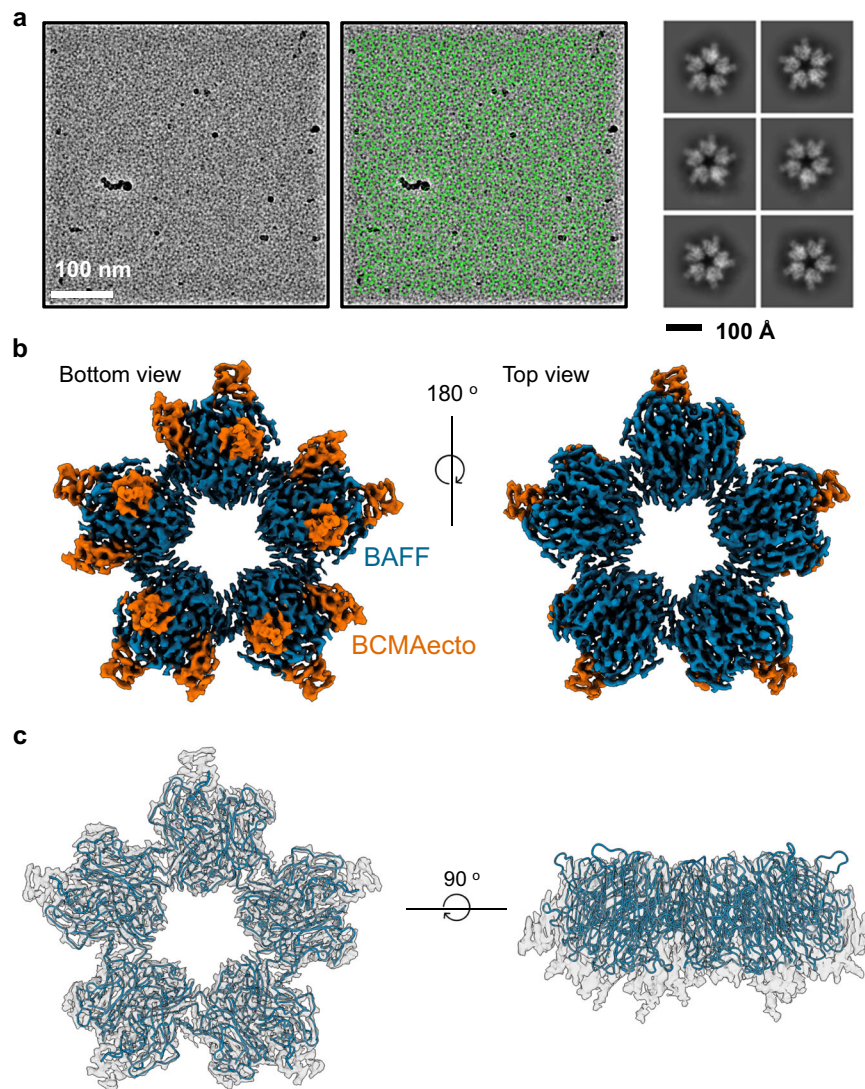 a
100 nm
100 Å
b
Bottom view
180 o
Top view
BAFF
BCMAecto
c
90 o